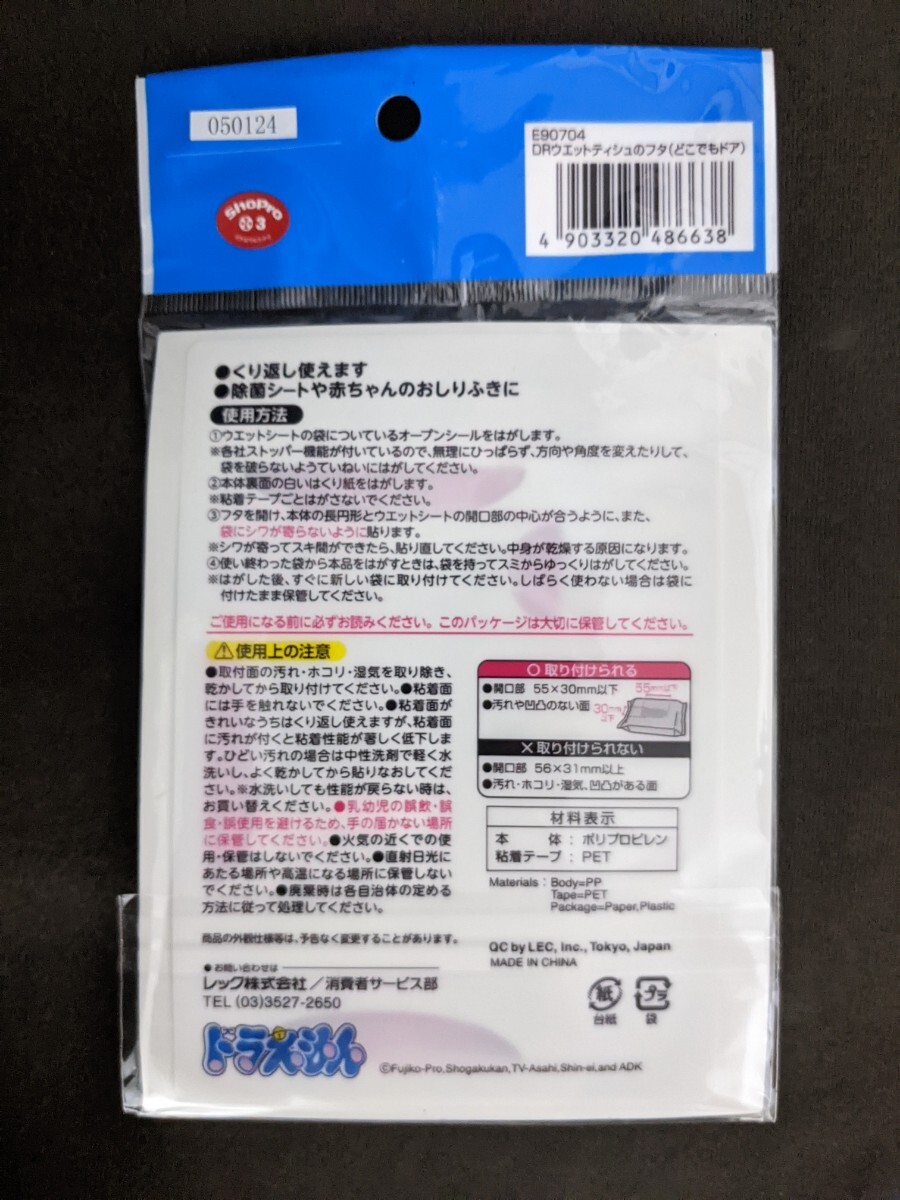 050124
E90704
DRウエットティシュのフタ(どこでもドア)
4 903320 486638
ShoPro
3
●くり返し使えます
●除菌シートや赤ちゃんのおしりふきに
使用方法
①ウエットシートの袋についているオープンシールをはがします。
※各社ストッパー機能が付いているので、無理にひっぱらず、方向や角度を変えたりして、
袋を破らないようていねいにはがしてください。
②本体裏面の白いはくり紙をはがします。
※粘着テープごとはがさないでください。
③フタを開け、本体の長円形とウエットシートの開口部の中心が合うように、また、
袋にシワが寄らないように貼ります。
※シワが寄ってスキ間ができたら、貼り直してください。中身が乾燥する原因になります。
④使い終わった袋から本品をはがすときは、袋を持ってスミからゆっくりはがしてください。
※はがした後、すぐに新しい袋に取り付けてください。しばらく使わない場合は袋に
付けたまま保管してください。
ご使用になる前に必ずお読みください。このパッケージは大切に保管してください。
⚠使用上の注意
●取付面の汚れ・ホコリ・湿気を取り除き、
乾かしてから取り付けてください。●粘着面
には手を触れないでください。●粘着面が
きれいなうちはくり返し使えますが、粘着面
に汚れが付くと粘着性能が著しく低下しま
す。ひどい汚れの場合は中性洗剤で軽く水
洗いし、よく乾かしてから貼りなおしてくだ
さい。※水洗いしても性能が戻らない時は、
お買い替えください。●乳幼児の誤飲・誤
食・誤使用を避けるため、手の届かない場所
に保管してください。●火気の近くでの使
用・保管はしないでください。●直射日光に
あたる場所や高温になる場所に保管しない
でください。●廃棄時は各自治体の定める
方法に従って処理してください。
○取り付けられる
●開口部 55×30mm以下
●汚れや凹凸のない面
55mm以下
30mm
以下
×取り付けられない
●開口部 56×31mm以上
●汚れ・ホコリ・湿気、凹凸がある面
材料表示
本体:ポリプロピレン
粘着テープ:PET
Materials:Body=PP
Tape=PET
Package=Paper,Plastic
商品の外観仕様等は、予告なく変更することがあります。
QC by LEC, Inc., Tokyo, Japan
MADE IN CHINA
●お問い合わせは
レック株式会社/消費者サービス部
TEL (03)3527-2650
紙
台紙
プラ
袋
ドラえもん
©Fujiko-Pro,Shogakukan,TV-Asahi,Shin-ei,and ADK